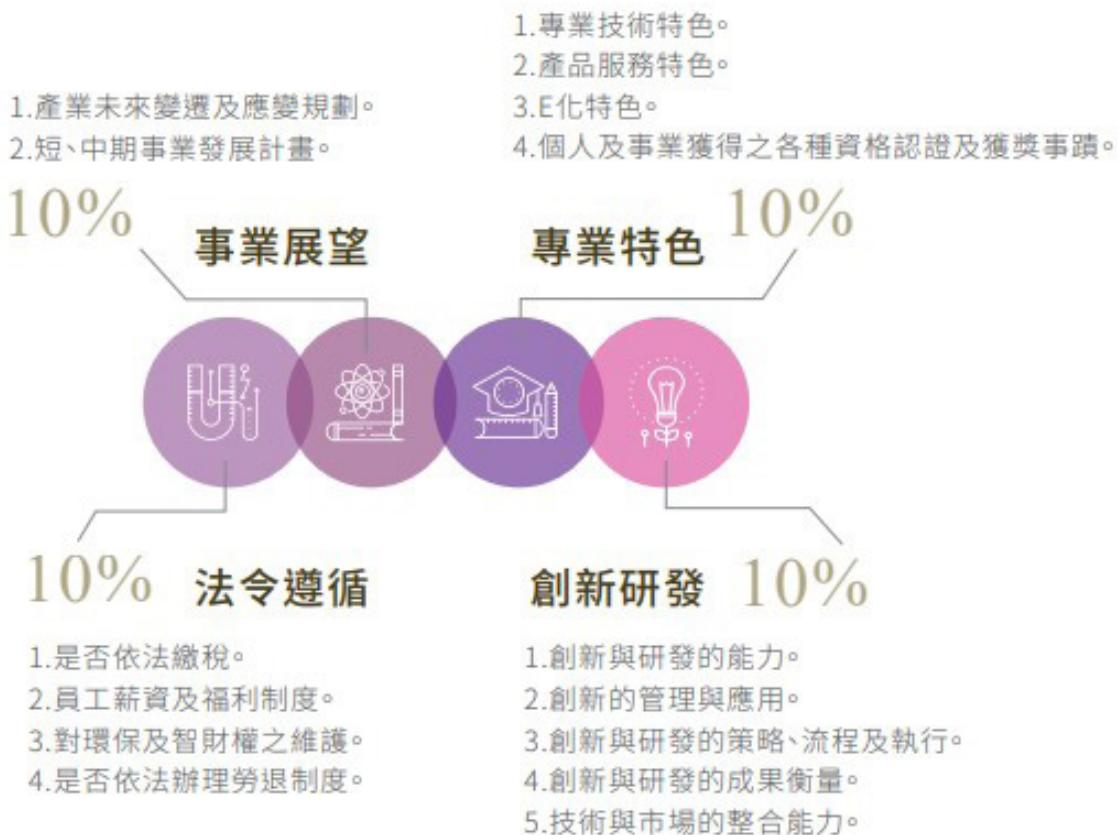 1.產業未來變遷及應變規劃。
2.短、中期事業發展計畫。
10%
事業展望
1.專業技術特色。
2.產品服務特色。
3.E化特色。
4.個人及事業獲得之各種資格認證及獲獎事蹟。
專業特色
10%
10%
法令遵循
1.是否依法繳稅。
2.員工薪資及福利制度。
3.對環保及智財權之維護。
4.是否依法辦理勞退制度。
創新研發
10%
1.創新與研發的能力。
2.創新的管理與應用。
3.創新與研發的策略、流程及執行。
4.創新與研發的成果衡量。
5.技術與市場的整合能力。